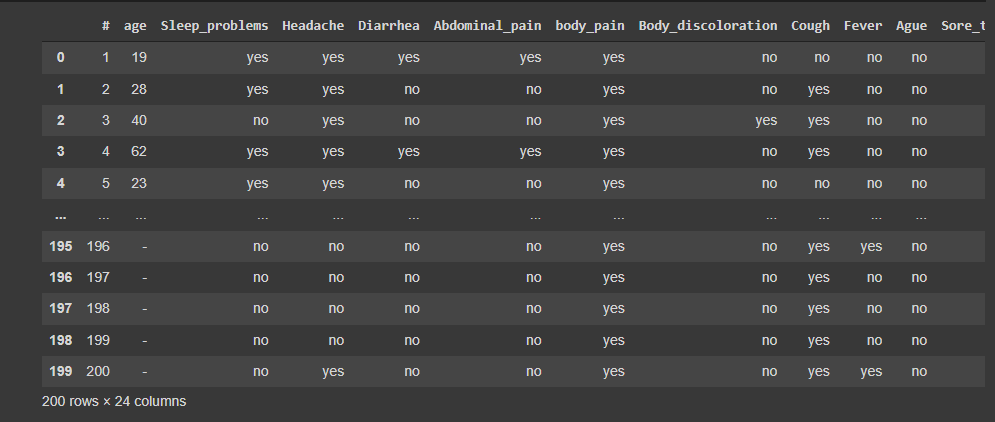 # age Sleep_problems Headache Diarrhea Abdominal_pain body_pain Body_discoloration Cough Fever Ague Sore_t
0 1 19 yes yes yes yes yes no no no no
1 2 28 yes yes no no yes no yes no no
2 3 40 no yes no no yes yes yes no no
3 4 62 yes yes yes yes yes no yes no no
4 5 23 yes yes no no yes no no no no
... ... ... ... ... ... ... ... ... ... ... ...
195 196 - no no no no yes no yes yes no
196 197 - no no no no yes no yes no no
197 198 - no no no no yes no yes no no
198 199 - no no no no yes no yes no no
199 200 - no yes no no yes no yes yes no
200 rows × 24 columns